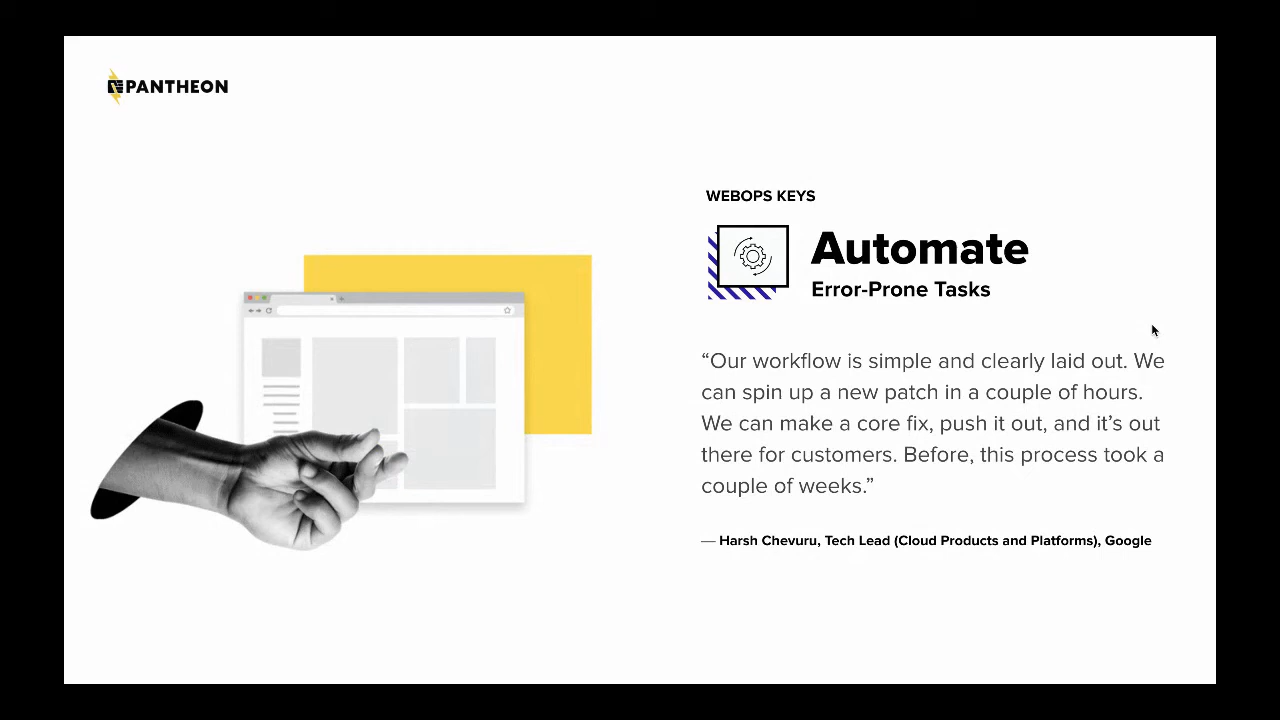 PANTHEON
WEBOPS KEYS
Automate
Error-Prone Tasks
“Our workflow is simple and clearly laid out. We
can spin up a new patch in a couple of hours.
We can make a core fix, push it out, and it’s out
there for customers. Before, this process took a
couple of weeks.”
— Harsh Chevuru, Tech Lead (Cloud Products and Platforms), Google